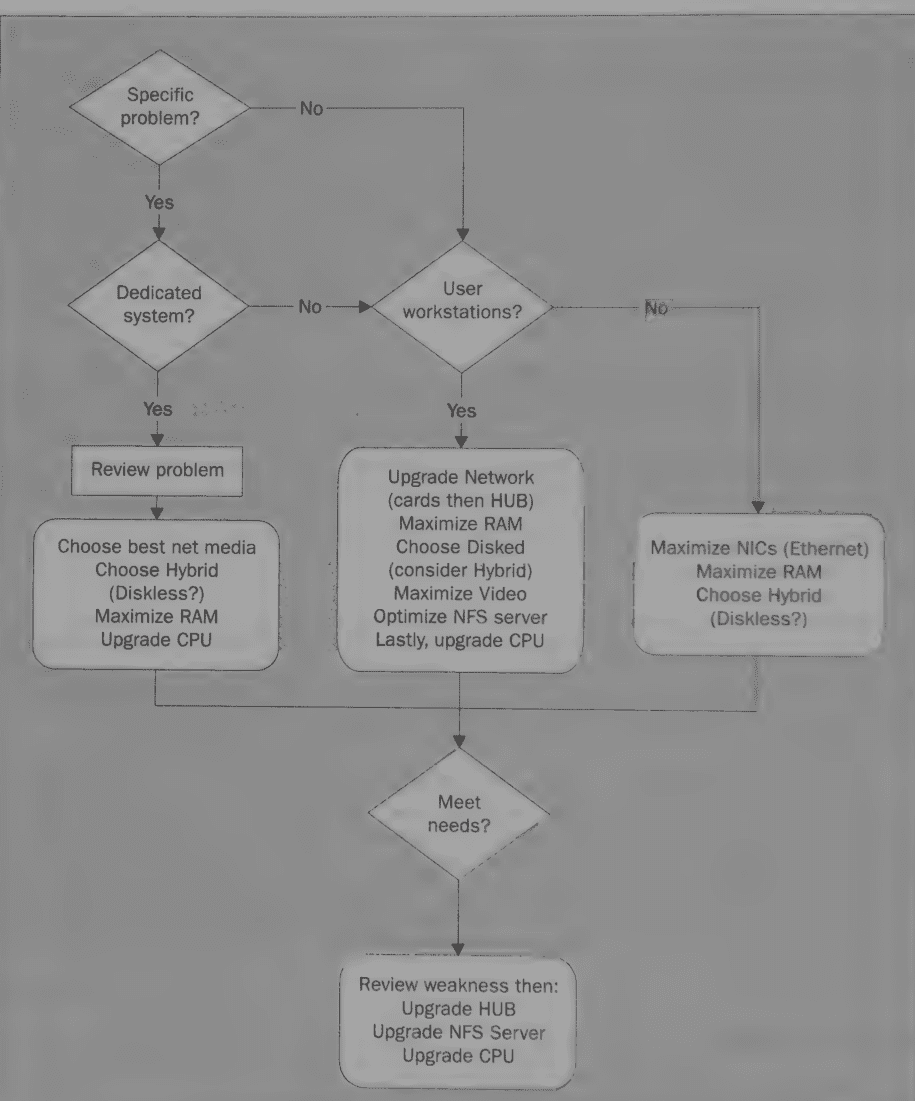 Specific
problem?
No
Yes
Dedicated
system?
No
User
workstations?
No
Yes
Yes
Review problem
Choose best net media
Choose Hybrid
(Diskless?)
Maximize RAM
Upgrade CPU
Upgrade Network
(cards then HUB)
Maximize RAM
Choose Disked
(consider Hybrid)
Maximize Video
Optimize NFS server
Lastly, upgrade CPU
Maximize NICs (Ethernet)
Maximize RAM
Choose Hybrid
(Diskless?)
Meet
needs?
Review weakness then:
Upgrade HUB
Upgrade NFS Server
Upgrade CPU